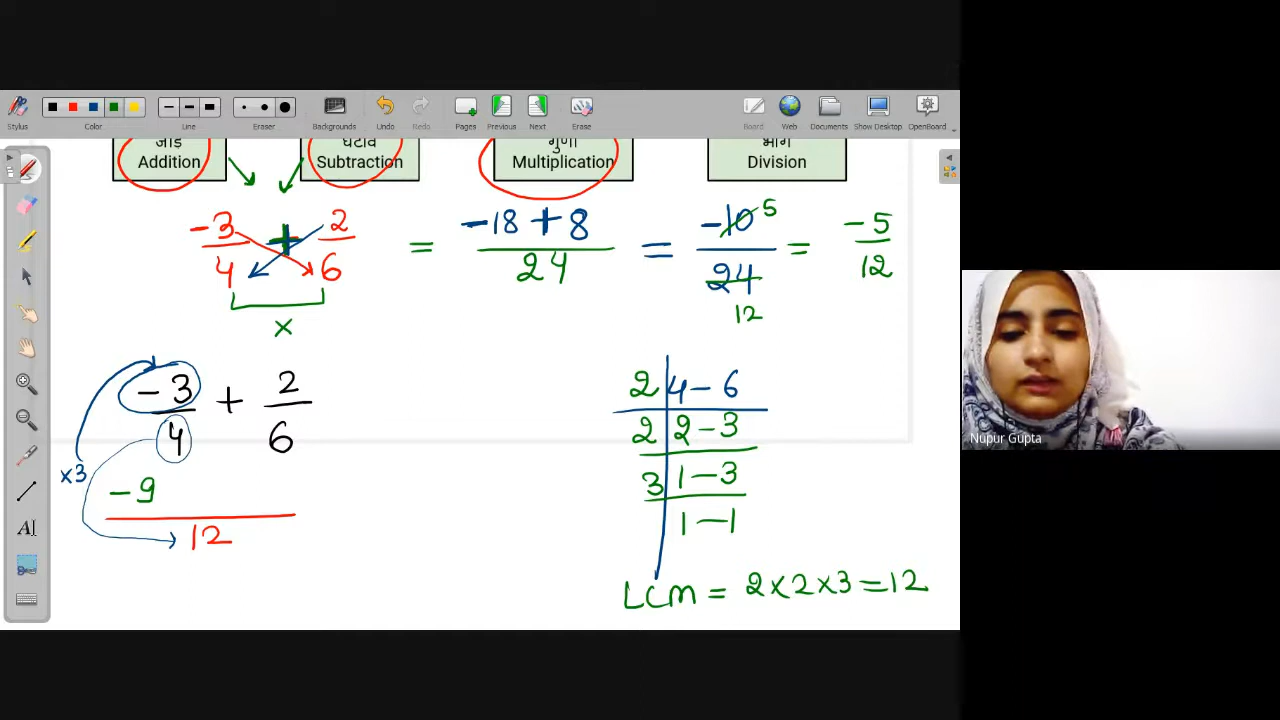 Stylus Color Line Eraser Backgrounds Undo Redo Pages Previous Next Erase Board Web Documents Show Desktop OpenBoard
जोड़ घटाव गुणा भाग
Addition Subtraction Multiplication Division
-3/4 + 2/6 = -18 + 8/24 = -10/24 5 12 = -5/12
x
-3/4 + 2/6
x3
-9/12
2 | 4 - 6
2 | 2 - 3
3 | 1 - 3
1 - 1
LCM = 2 x 2 x 3 = 12
Nupur Gupta